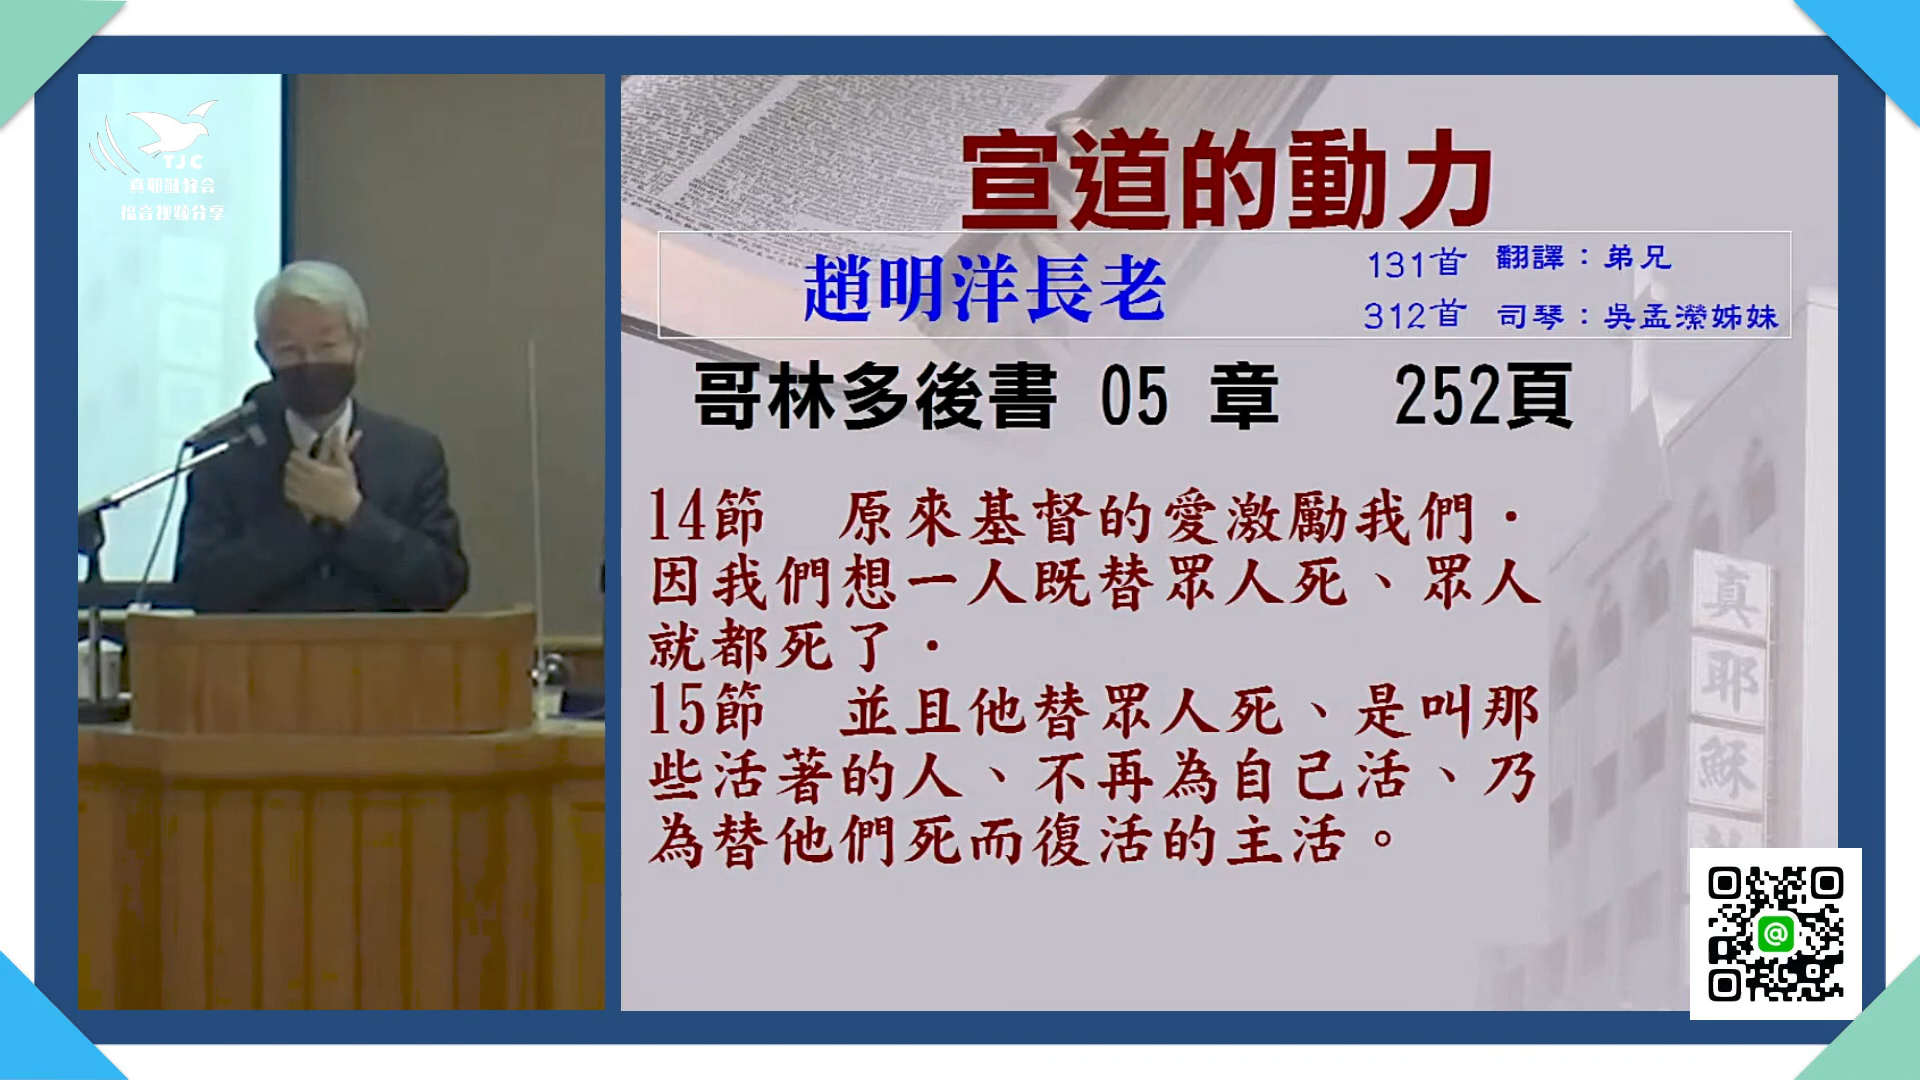 TJC
真耶穌教会
福音视频分享
宣道的動力
趙明洋長老
131首 翻譯：弟兄
312首 司琴：吳孟瀠姊妹
哥林多後書 05 章 252頁
14節 原來基督的愛激勵我們．
因我們想一人既替眾人死、眾人
就都死了．
15節 並且他替眾人死、是叫那
些活著的人、不再為自己活、乃
為替他們死而復活的主活。
真
耶
穌